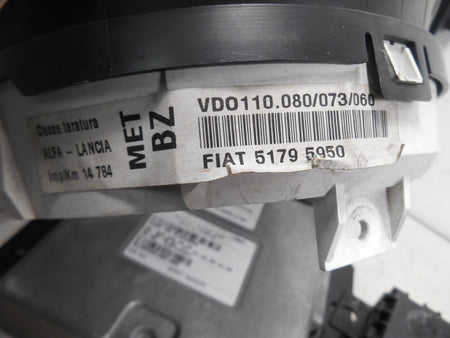 Classe taratura
ALFA - LANCIA
imp/Km 14 784
MET
BZ
VDO110.080/073/060
FIAT 5179 5950